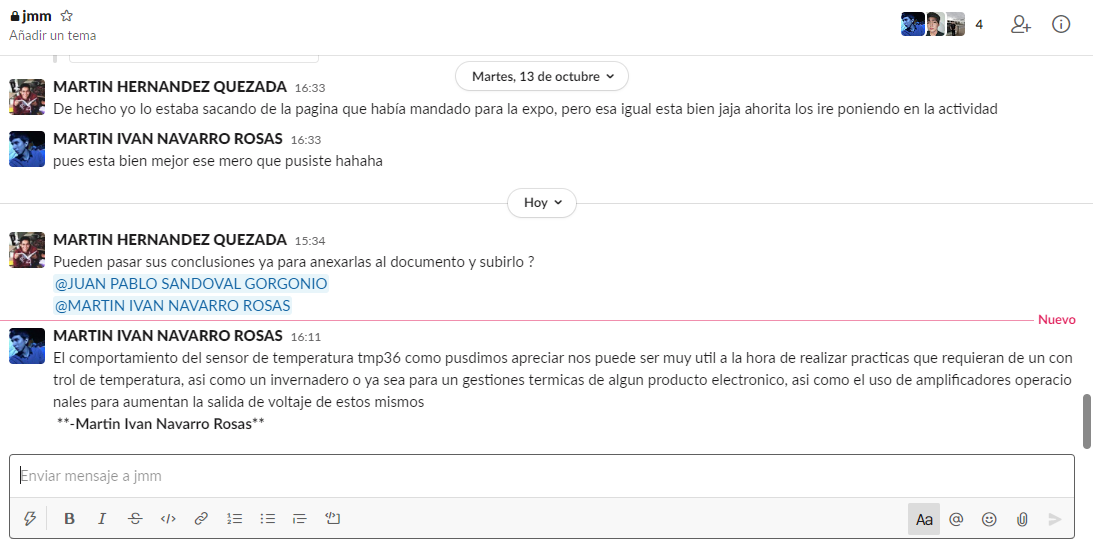 jmm
Añadir un tema
4
Martes, 13 de octubre
MARTIN HERNANDEZ QUEZADA 16:33
De hecho yo lo estaba sacando de la pagina que había mandado para la expo, pero esa igual esta bien jaja ahorita los ire poniendo en la actividad
MARTIN IVAN NAVARRO ROSAS 16:33
pues esta bien mejor ese mero que pusiste hahaha
Hoy
MARTIN HERNANDEZ QUEZADA 15:34
Pueden pasar sus conclusiones ya para anexarlas al documento y subirlo ?
@JUAN PABLO SANDOVAL GORGONIO
@MARTIN IVAN NAVARRO ROSAS
Nuevo
MARTIN IVAN NAVARRO ROSAS 16:11
El comportamiento del sensor de temperatura tmp36 como pusdimos apreciar nos puede ser muy util a la hora de realizar practicas que requieran de un con
trol de temperatura, asi como un invernadero o ya sea para un gestiones termicas de algun producto electronico, asi como el uso de amplificadores operacio
nales para aumentan la salida de voltaje de estos mismos
**-Martin Ivan Navarro Rosas**
Enviar mensaje a jmm
B I S </> Aa @